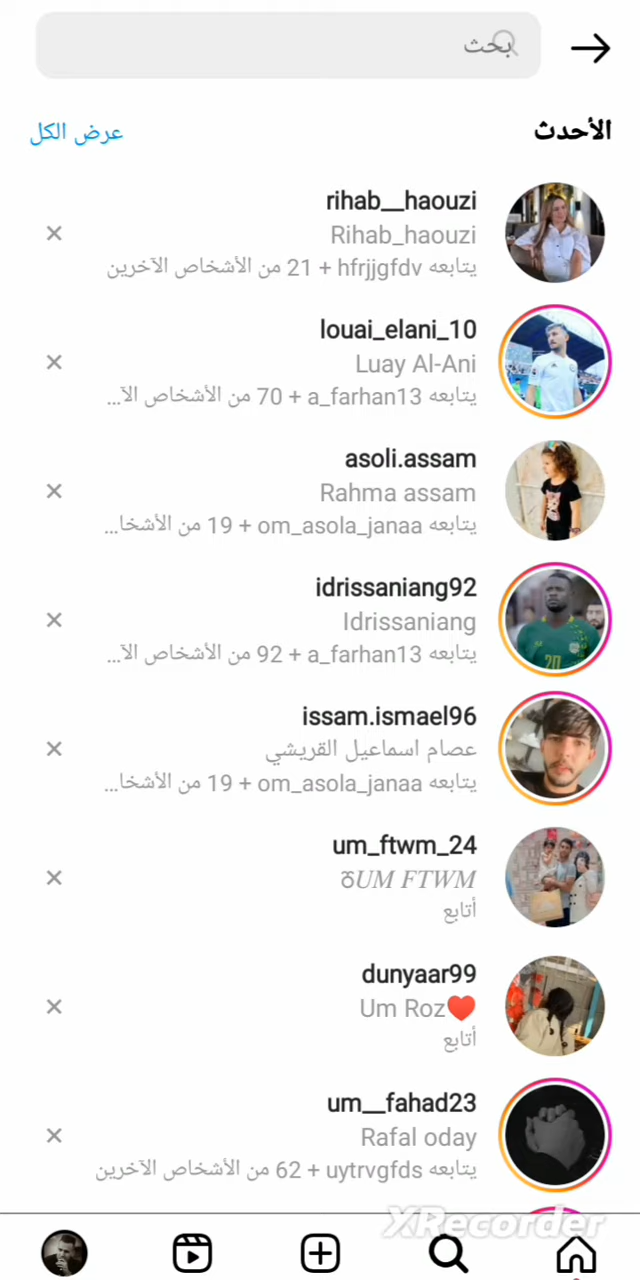 بحث
الأحدث
عرض الكل
rihab__haouzi
Rihab_haouzi
يتابعه hfrjjgfdv + 21 من الأشخاص الآخرين
louai_elani_10
Luay Al-Ani
يتابعه a_farhan13 + 70 من الأشخاص الآ...
asoli.assam
Rahma assam
يتابعه om_asola_janaa + 19 من الأشخا...
idrissaniang92
Idrissaniang
يتابعه a_farhan13 + 92 من الأشخاص الآ...
issam.ismael96
عصام اسماعيل القريشي
يتابعه om_asola_janaa + 19 من الأشخا...
um_ftwm_24
ŏUM FTWM
أتابع
dunyaar99
Um Roz♥️
أتابع
um__fahad23
Rafal oday
يتابعه uytrvgfds + 62 من الأشخاص الآخرين
XRecorder